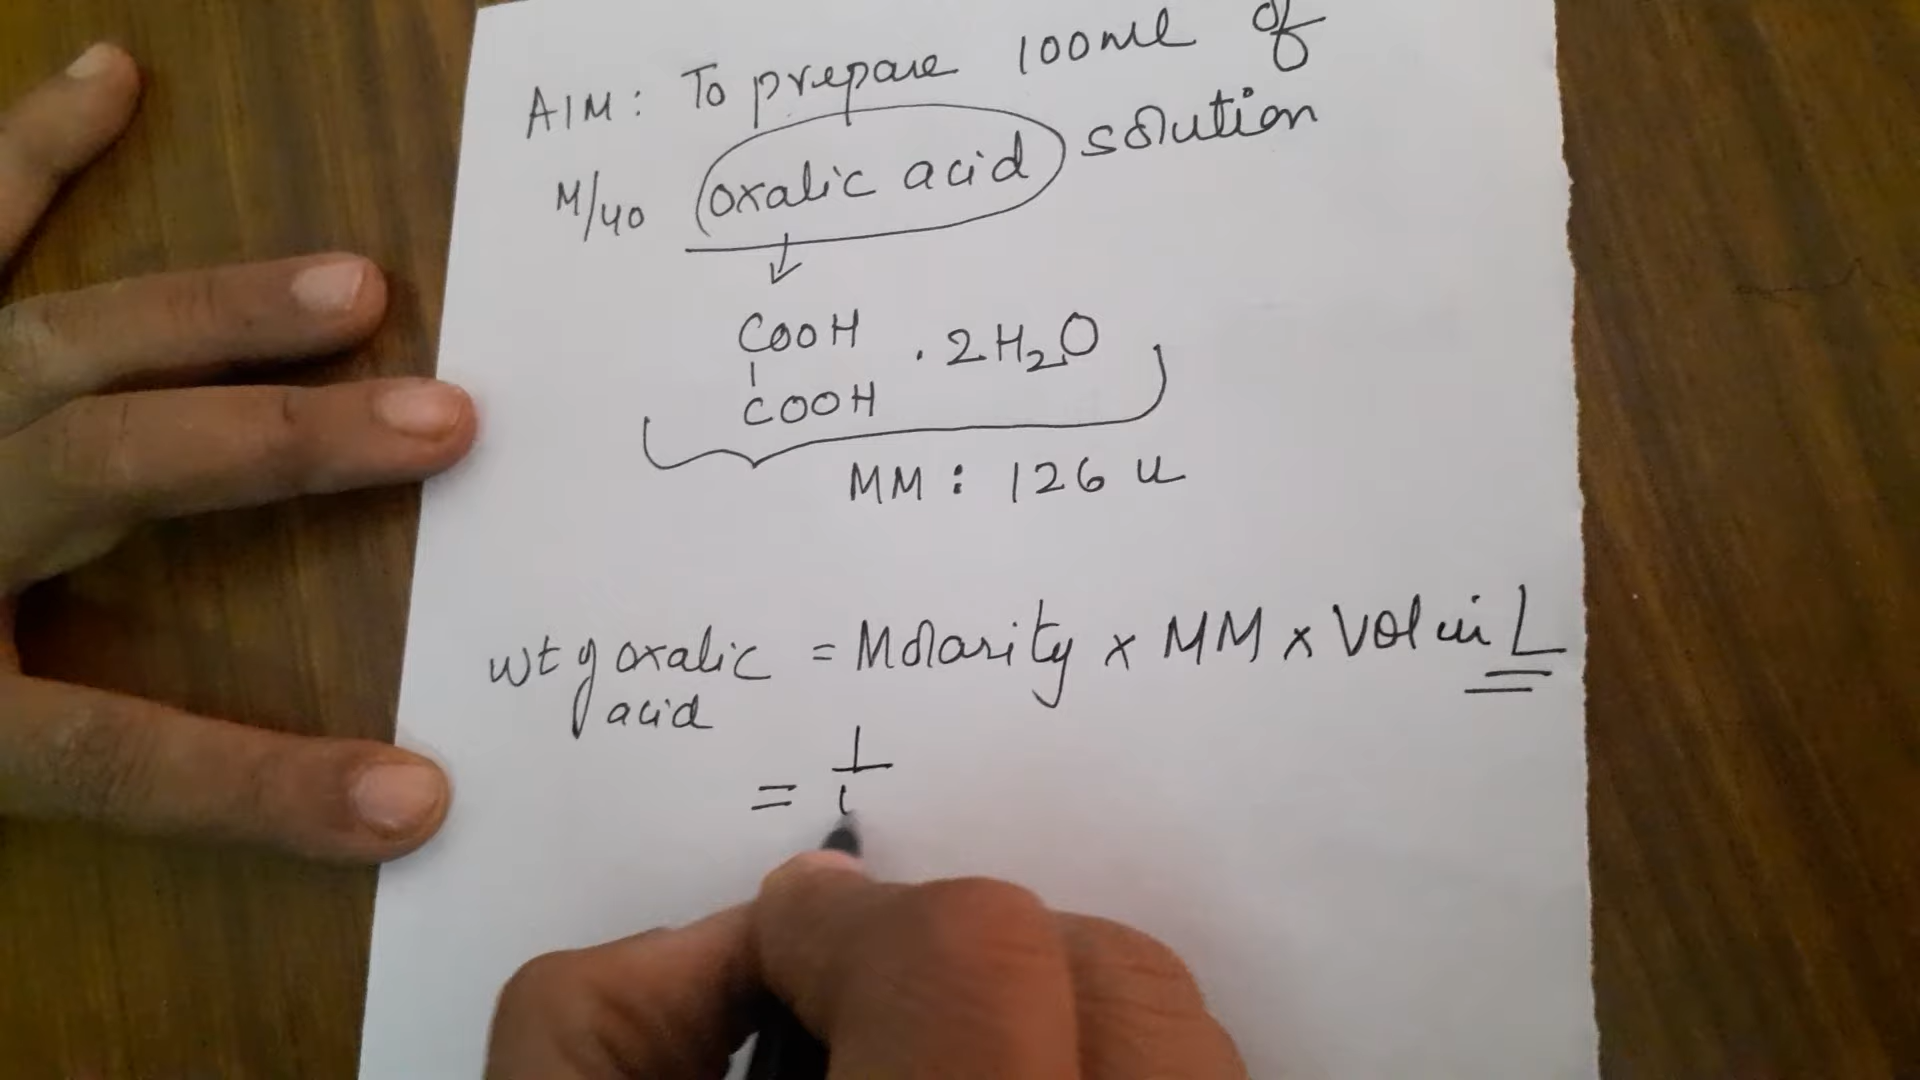 AIM: To prepare 100ml of
M/40 oxalic acid solution
COOH . 2H₂O
COOH
MM : 126 u
wt of oxalic = Molarity x MM x Vol in L
acid
= 1